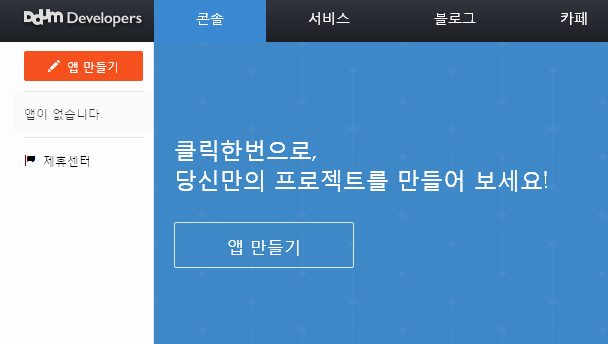 Daum Developers
콘솔
서비스
블로그
카페
앱 만들기
앱이 없습니다.
제휴센터
클릭한번으로,
당신만의 프로젝트를 만들어 보세요!
앱 만들기